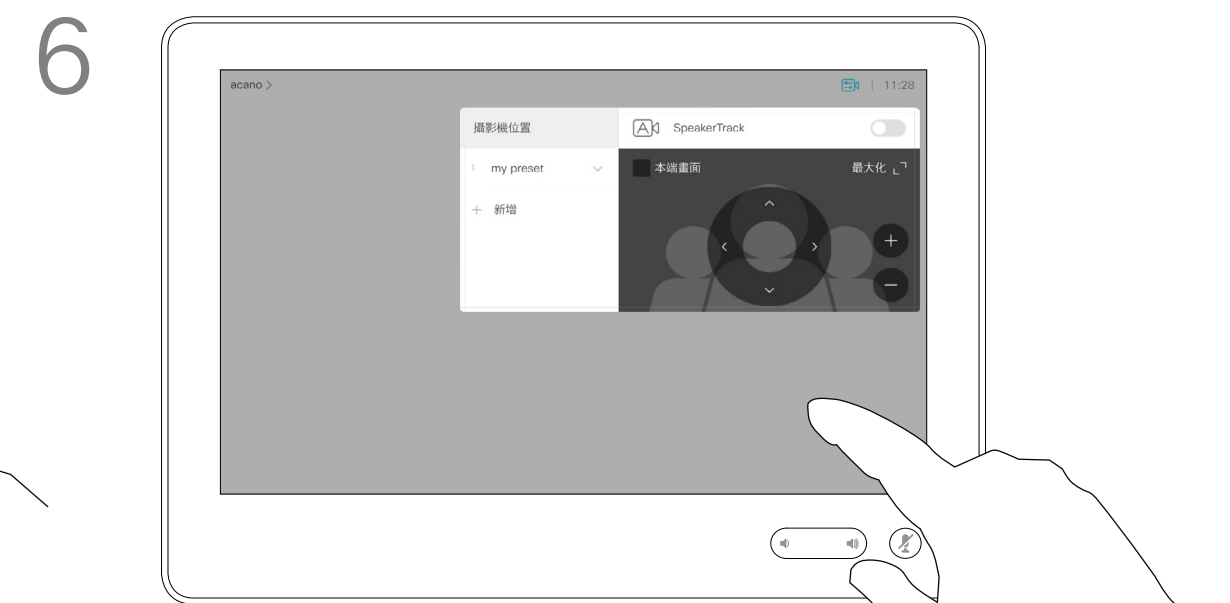 6
acano >
11:28
攝影機位置
SpeakerTrack
my preset
本端畫面
最大化
+ 新增